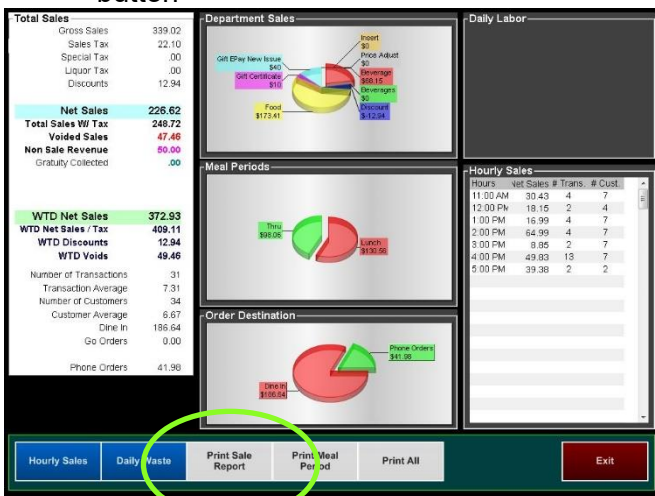 button
Total Sales
Gross Sales 339.02
Sales Tax 22.10
Special Tax .00
Liquor Tax .00
Discounts 12.94
Net Sales 226.62
Total Sales W/ Tax 248.72
Voided Sales 47.46
Non Sale Revenue 50.00
Gratuity Collected .00
WTD Net Sales 372.93
WTD Net Sales / Tax 409.11
WTD Discounts 12.94
WTD Voids 49.46
Number of Transactions 31
Transaction Average 7.31
Number of Customers 34
Customer Average 6.67
Dine In 186.64
Go Orders 0.00
Phone Orders 41.98
Department Sales
Insert
$0
Price Adjust
$0
Beverage
$88.15
Beverages
$0
Discount
$-12.94
Food
$173.41
Gift Certificate
$10
Gift EPay New Issue
$40
Meal Periods
Thru
$98.06
Lunch
$130.56
Order Destination
Phone Orders
$41.98
Dine In
$186.64
Daily Labor
Hourly Sales
Hours Net Sales # Trans. # Cust.
11:00 AM 30.43 4 7
12:00 PM 18.15 2 4
1:00 PM 16.99 4 7
2:00 PM 64.99 4 7
3:00 PM 8.85 2 7
4:00 PM 49.83 13 7
5:00 PM 39.38 2 2
Hourly Sales
Daily Waste
Print Sale
Report
Print Meal
Period
Print All
Exit